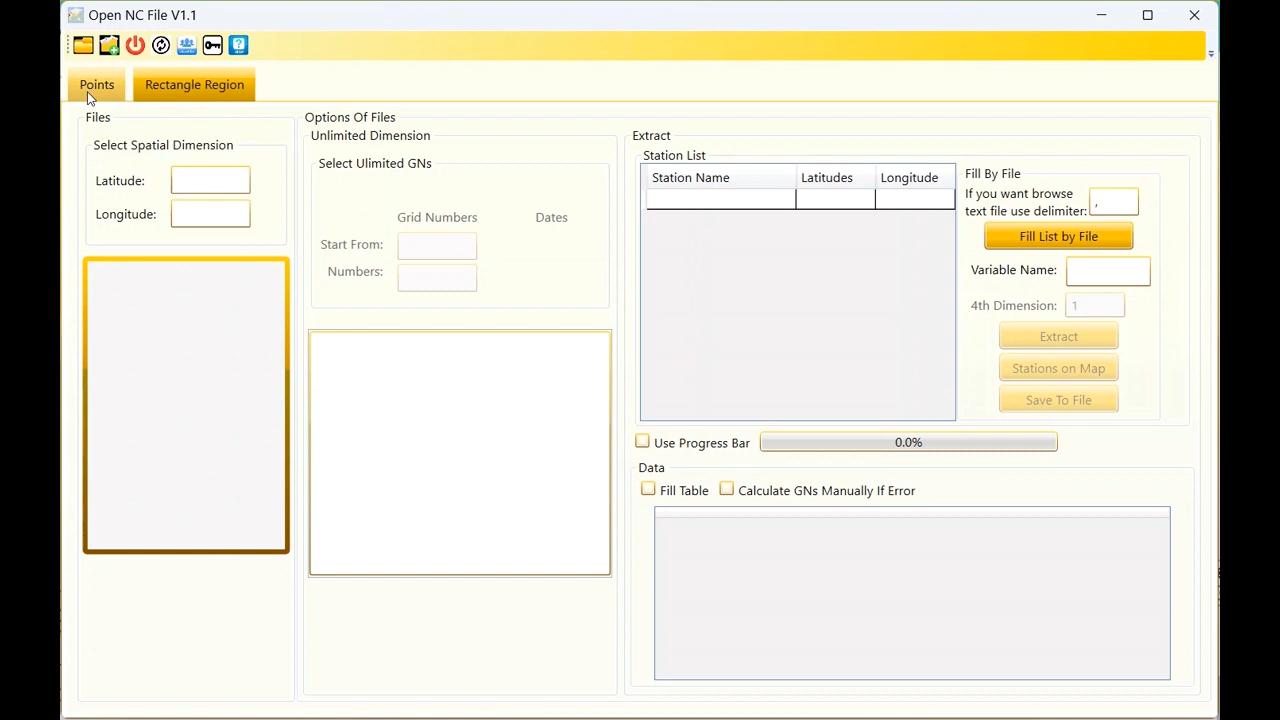 Open NC File V1.1
Points
Rectangle Region
Files
Select Spatial Dimension
Latitude:
Longitude:
Options Of Files
Unlimited Dimension
Select Ulimited GNs
Grid Numbers Dates
Start From:
Numbers:
Extract
Station List
Station Name Latitudes Longitude
Fill By File
If you want browse
text file use delimiter: ,
Fill List by File
Variable Name:
4th Dimension: 1
Extract
Stations on Map
Save To File
Use Progress Bar 0.0%
Data
Fill Table Calculate GNs Manually If Error